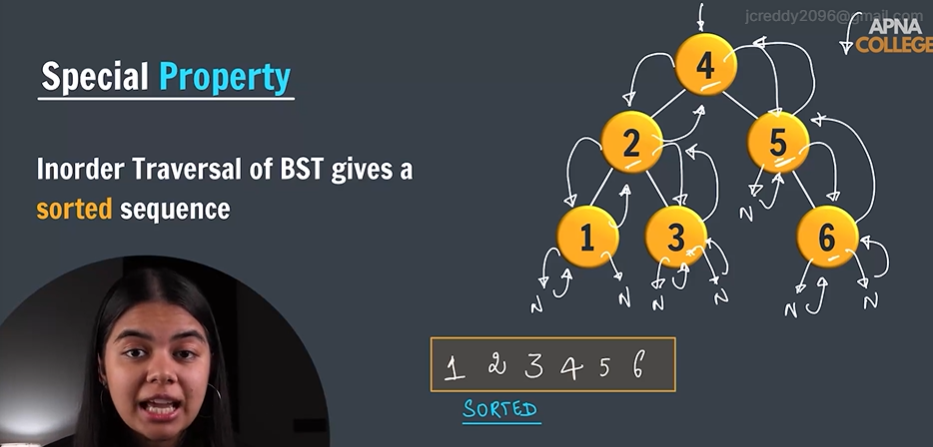 jcreddy2096@gmail.com
APNA
COLLEGE
Special Property
Inorder Traversal of BST gives a
sorted sequence
4
2 5
1 3 6
N
N N N N N N
1 2 3 4 5 6
SORTED